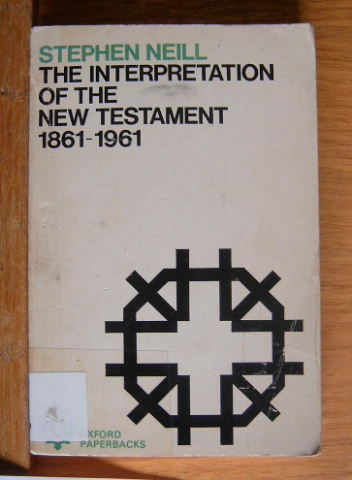 STEPHEN NEILL
THE INTERPRETATION
OF THE
NEW TESTAMENT
1861-1961
OXFORD
PAPERBACKS